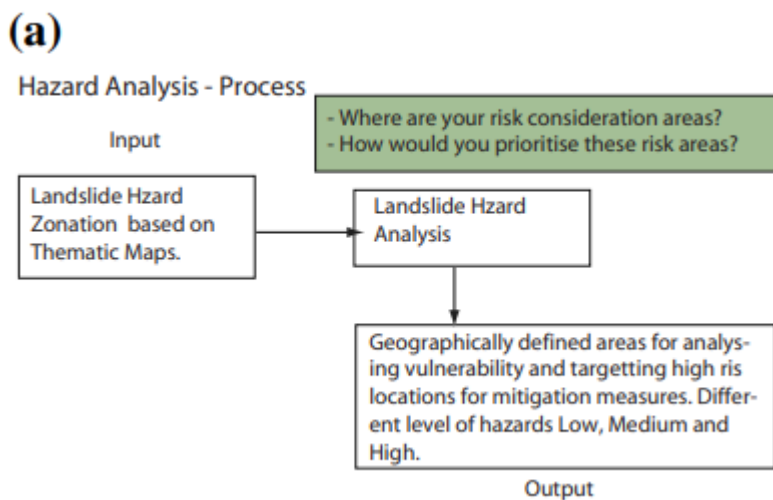 (a)
Hazard Analysis - Process
- Where are your risk consideration areas?
- How would you prioritise these risk areas?
Input
Landslide Hzard
Zonation based on
Thematic Maps.
Landslide Hzard
Analysis
Geographically defined areas for analys-
ing vulnerability and targetting high ris
locations for mitigation measures. Differ-
ent level of hazards Low, Medium and
High.
Output